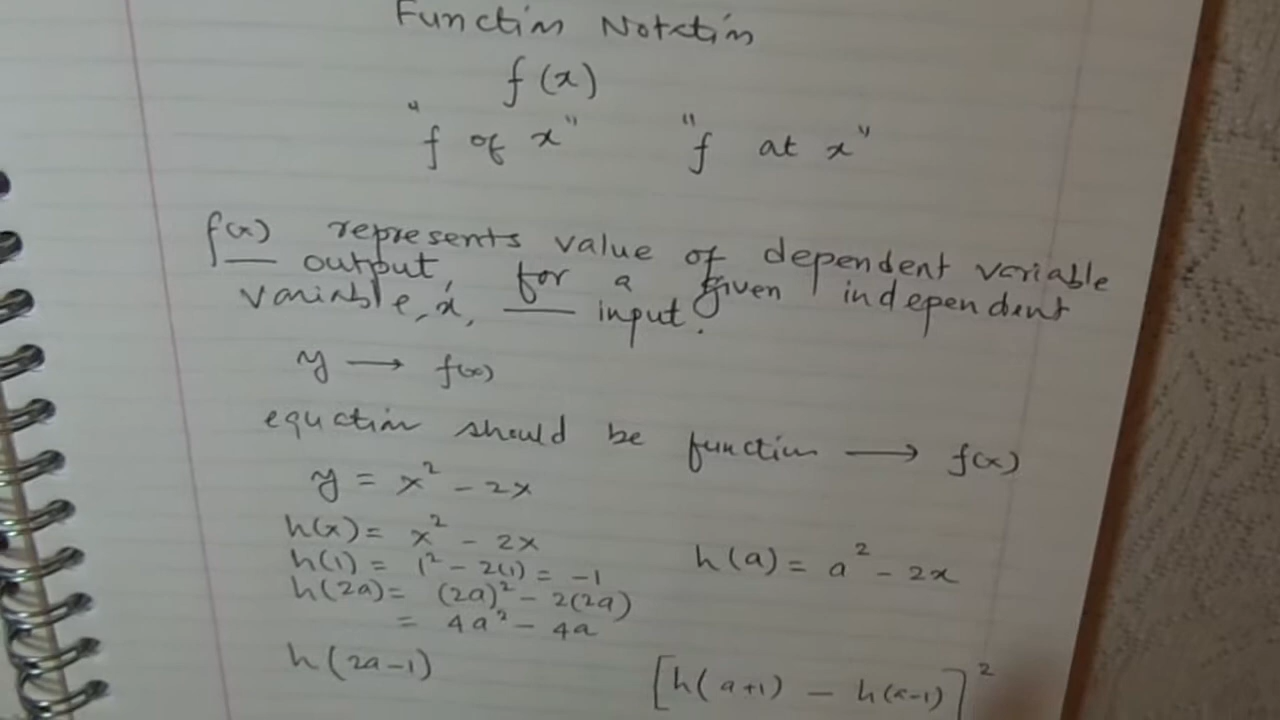 Function Notation
f(x)
"f of x" "f at x"
f(x) represents value of dependent variable
— output, for a given independent
variable, x, — input.
y → f(x)
equation should be function → f(x)
y = x² - 2x
h(x) = x² - 2x
h(1) = 1² - 2(1) = -1 h(a) = a² - 2x
h(2a) = (2a)² - 2(2a)
= 4a² - 4a
h(2a-1) [h(a+1) - h(a-1)]²